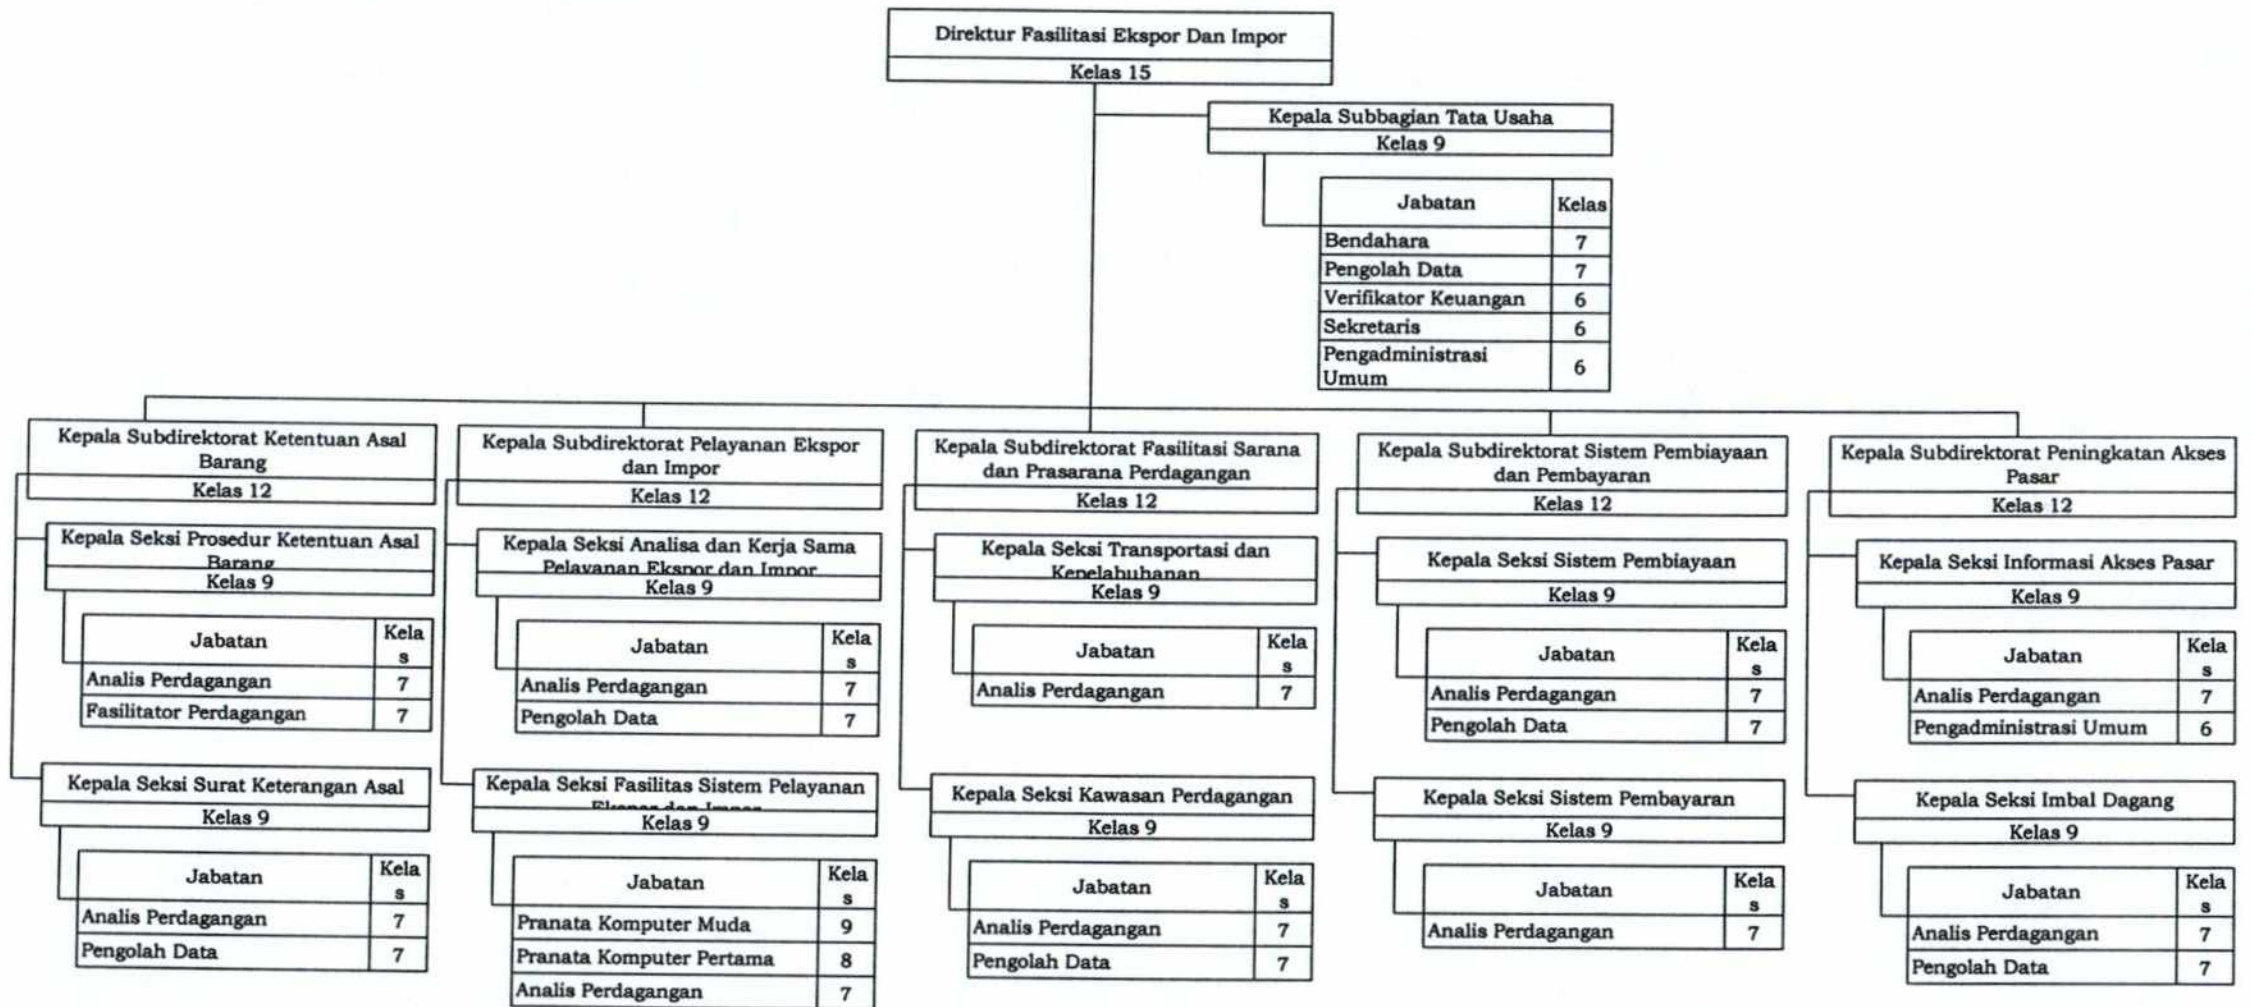 Direktur Fasilitasi Ekspor Dan Impor
Kelas 15
Kepala Subbagian Tata Usaha
Kelas 9
Jabatan Kelas
Bendahara 7
Pengolah Data 7
Verifikator Keuangan 6
Sekretaris 6
Pengadministrasi
Umum 6
Kepala Subdirektorat Ketentuan Asal
Barang
Kelas 12
Kepala Seksi Prosedur Ketentuan Asal
Barang
Kelas 9
Jabatan Kela
s
Analis Perdagangan 7
Fasilitator Perdagangan 7
Kepala Seksi Surat Keterangan Asal
Kelas 9
Jabatan Kela
s
Analis Perdagangan 7
Pengolah Data 7
Kepala Subdirektorat Pelayanan Ekspor
dan Impor
Kelas 12
Kepala Seksi Analisa dan Kerja Sama
Pelayanan Ekspor dan Impor
Kelas 9
Jabatan Kela
s
Analis Perdagangan 7
Pengolah Data 7
Kepala Seksi Fasilitas Sistem Pelayanan
Ekspor dan Impor
Kelas 9
Jabatan Kela
s
Pranata Komputer Muda 9
Pranata Komputer Pertama 8
Analis Perdagangan 7
Kepala Subdirektorat Fasilitasi Sarana
dan Prasarana Perdagangan
Kelas 12
Kepala Seksi Transportasi dan
Kepelabuhanan
Kelas 9
Jabatan Kela
s
Analis Perdagangan 7
Kepala Seksi Kawasan Perdagangan
Kelas 9
Jabatan Kela
s
Analis Perdagangan 7
Pengolah Data 7
Kepala Subdirektorat Sistem Pembiayaan
dan Pembayaran
Kelas 12
Kepala Seksi Sistem Pembiayaan
Kelas 9
Jabatan Kela
s
Analis Perdagangan 7
Pengolah Data 7
Kepala Seksi Sistem Pembayaran
Kelas 9
Jabatan Kela
s
Analis Perdagangan 7
Kepala Subdirektorat Peningkatan Akses
Pasar
Kelas 12
Kepala Seksi Informasi Akses Pasar
Kelas 9
Jabatan Kela
s
Analis Perdagangan 7
Pengadministrasi Umum 6
Kepala Seksi Imbal Dagang
Kelas 9
Jabatan Kela
s
Analis Perdagangan 7
Pengolah Data 7